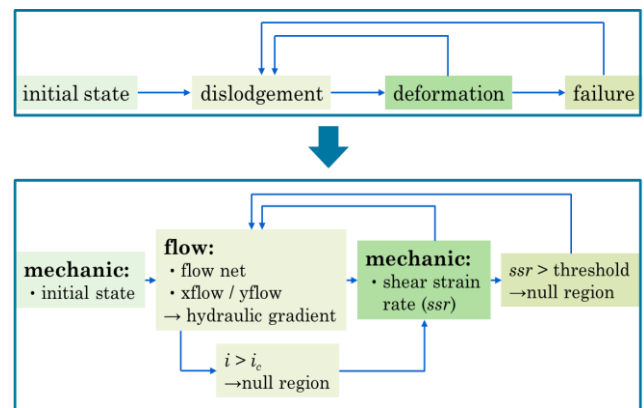 initial state
dislodgement
deformation
failure
mechanic:
・initial state
flow:
・flow net
・xflow / yflow
→ hydraulic gradient
mechanic:
・shear strain
rate (ssr)
ssr > threshold
→null region
i > i_c
→null region